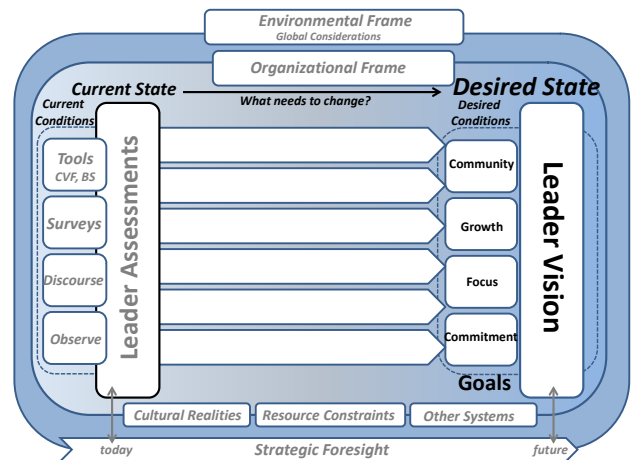 Environmental Frame
Global Considerations
Organizational Frame
Current State
Desired State
What needs to change?
Current
Conditions
Desired
Conditions
Tools
CVF, BS
Surveys
Discourse
Observe
Leader Assessments
Community
Growth
Focus
Commitment
Goals
Leader Vision
Cultural Realities
Resource Constraints
Other Systems
today
Strategic Foresight
future